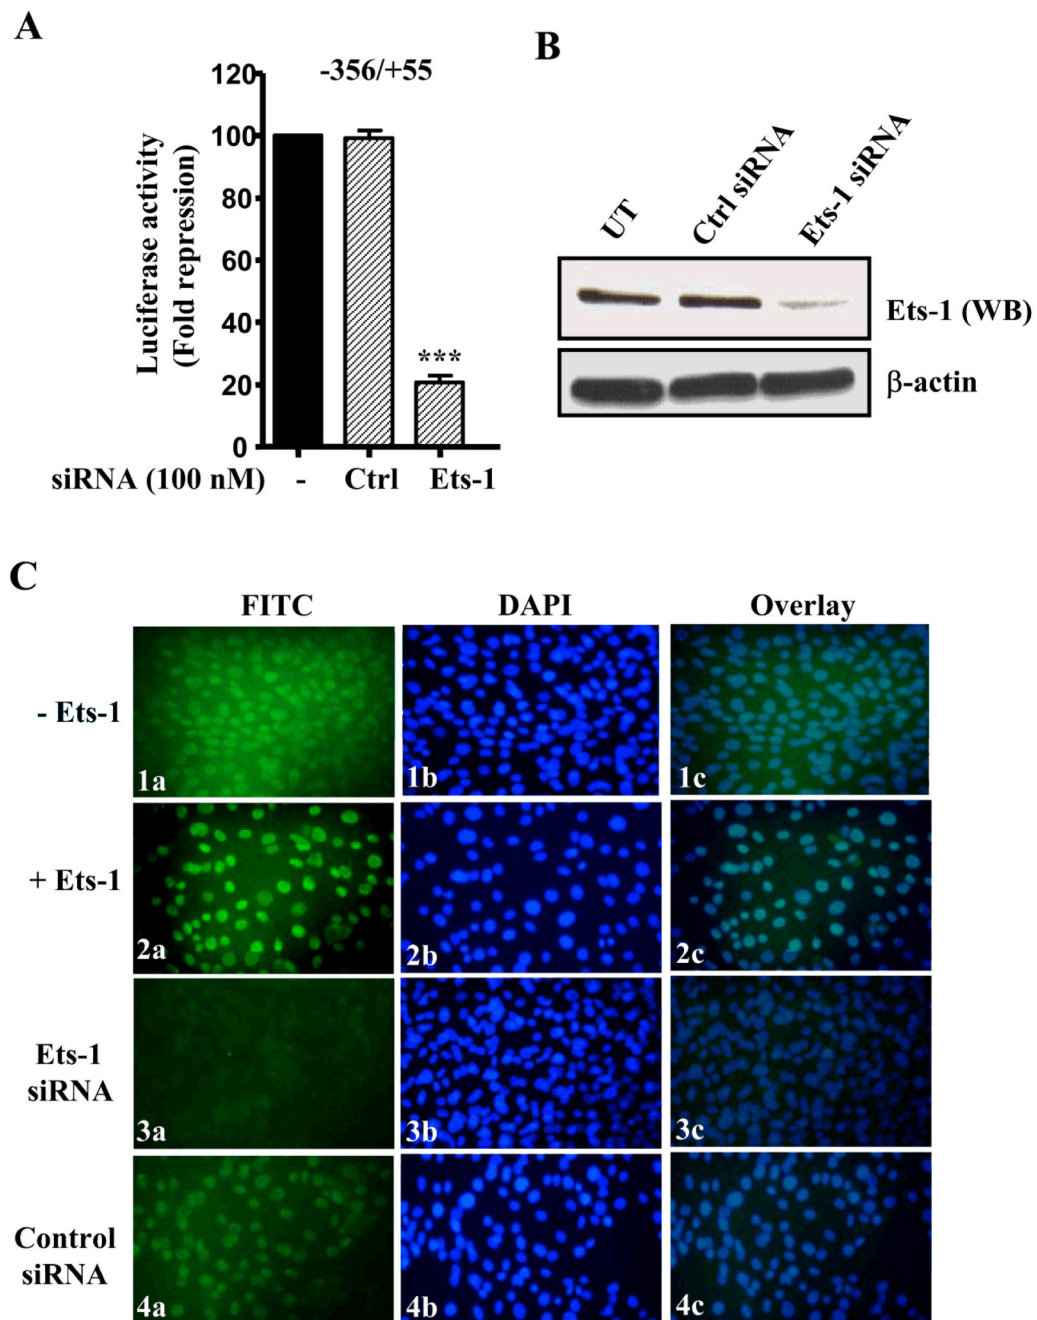 A
-356/+55
120
100
80
60
40
20
0
Luciferase activity
(Fold repression)
***
siRNA (100 nM) - Ctrl Ets-1
B
UT Ctrl siRNA Ets-1 siRNA
Ets-1 (WB)
β-actin
C
FITC DAPI Overlay
- Ets-1
1a 1b 1c
+ Ets-1
2a 2b 2c
Ets-1
siRNA
3a 3b 3c
Control
siRNA
4a 4b 4c